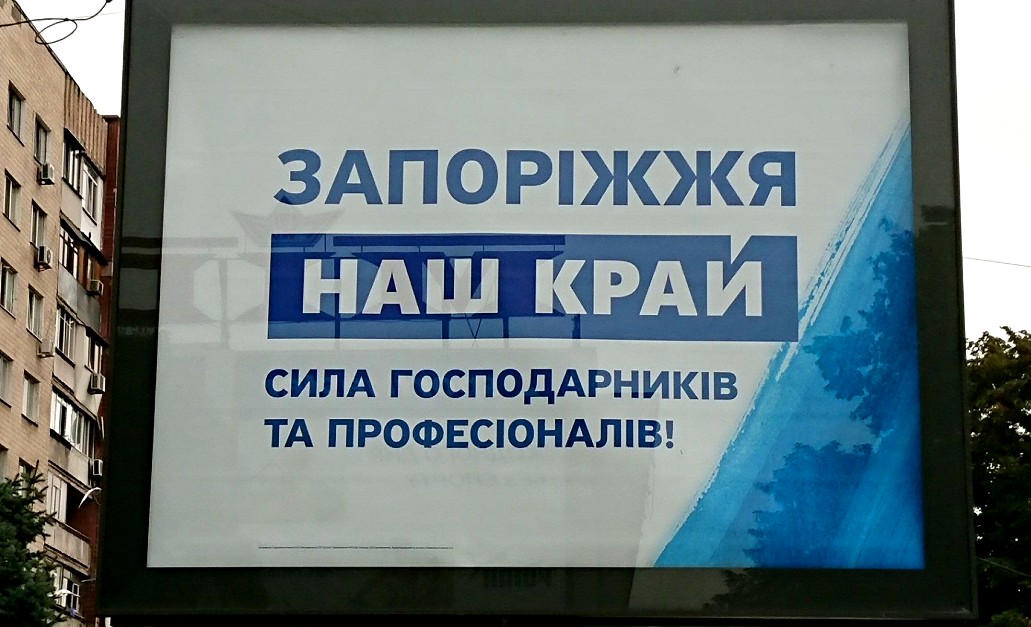 ЗАПОРІЖЖЯ
НАШ КРАЙ
СИЛА ГОСПОДАРНИКІВ
ТА ПРОФЕСІОНАЛІВ!